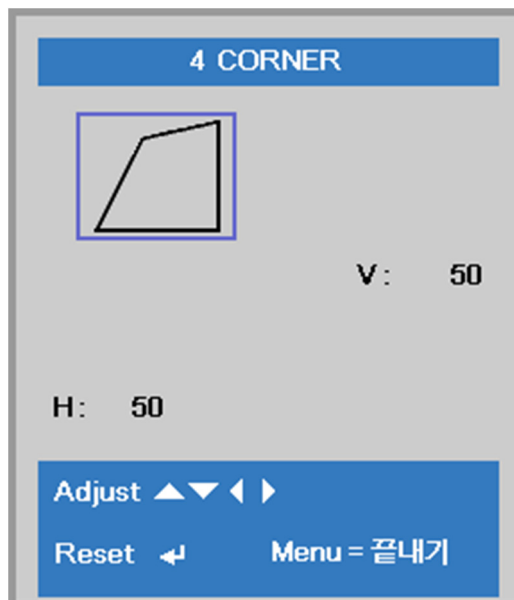 4 CORNER
V: 50
H: 50
Adjust
Reset Menu = 끝내기